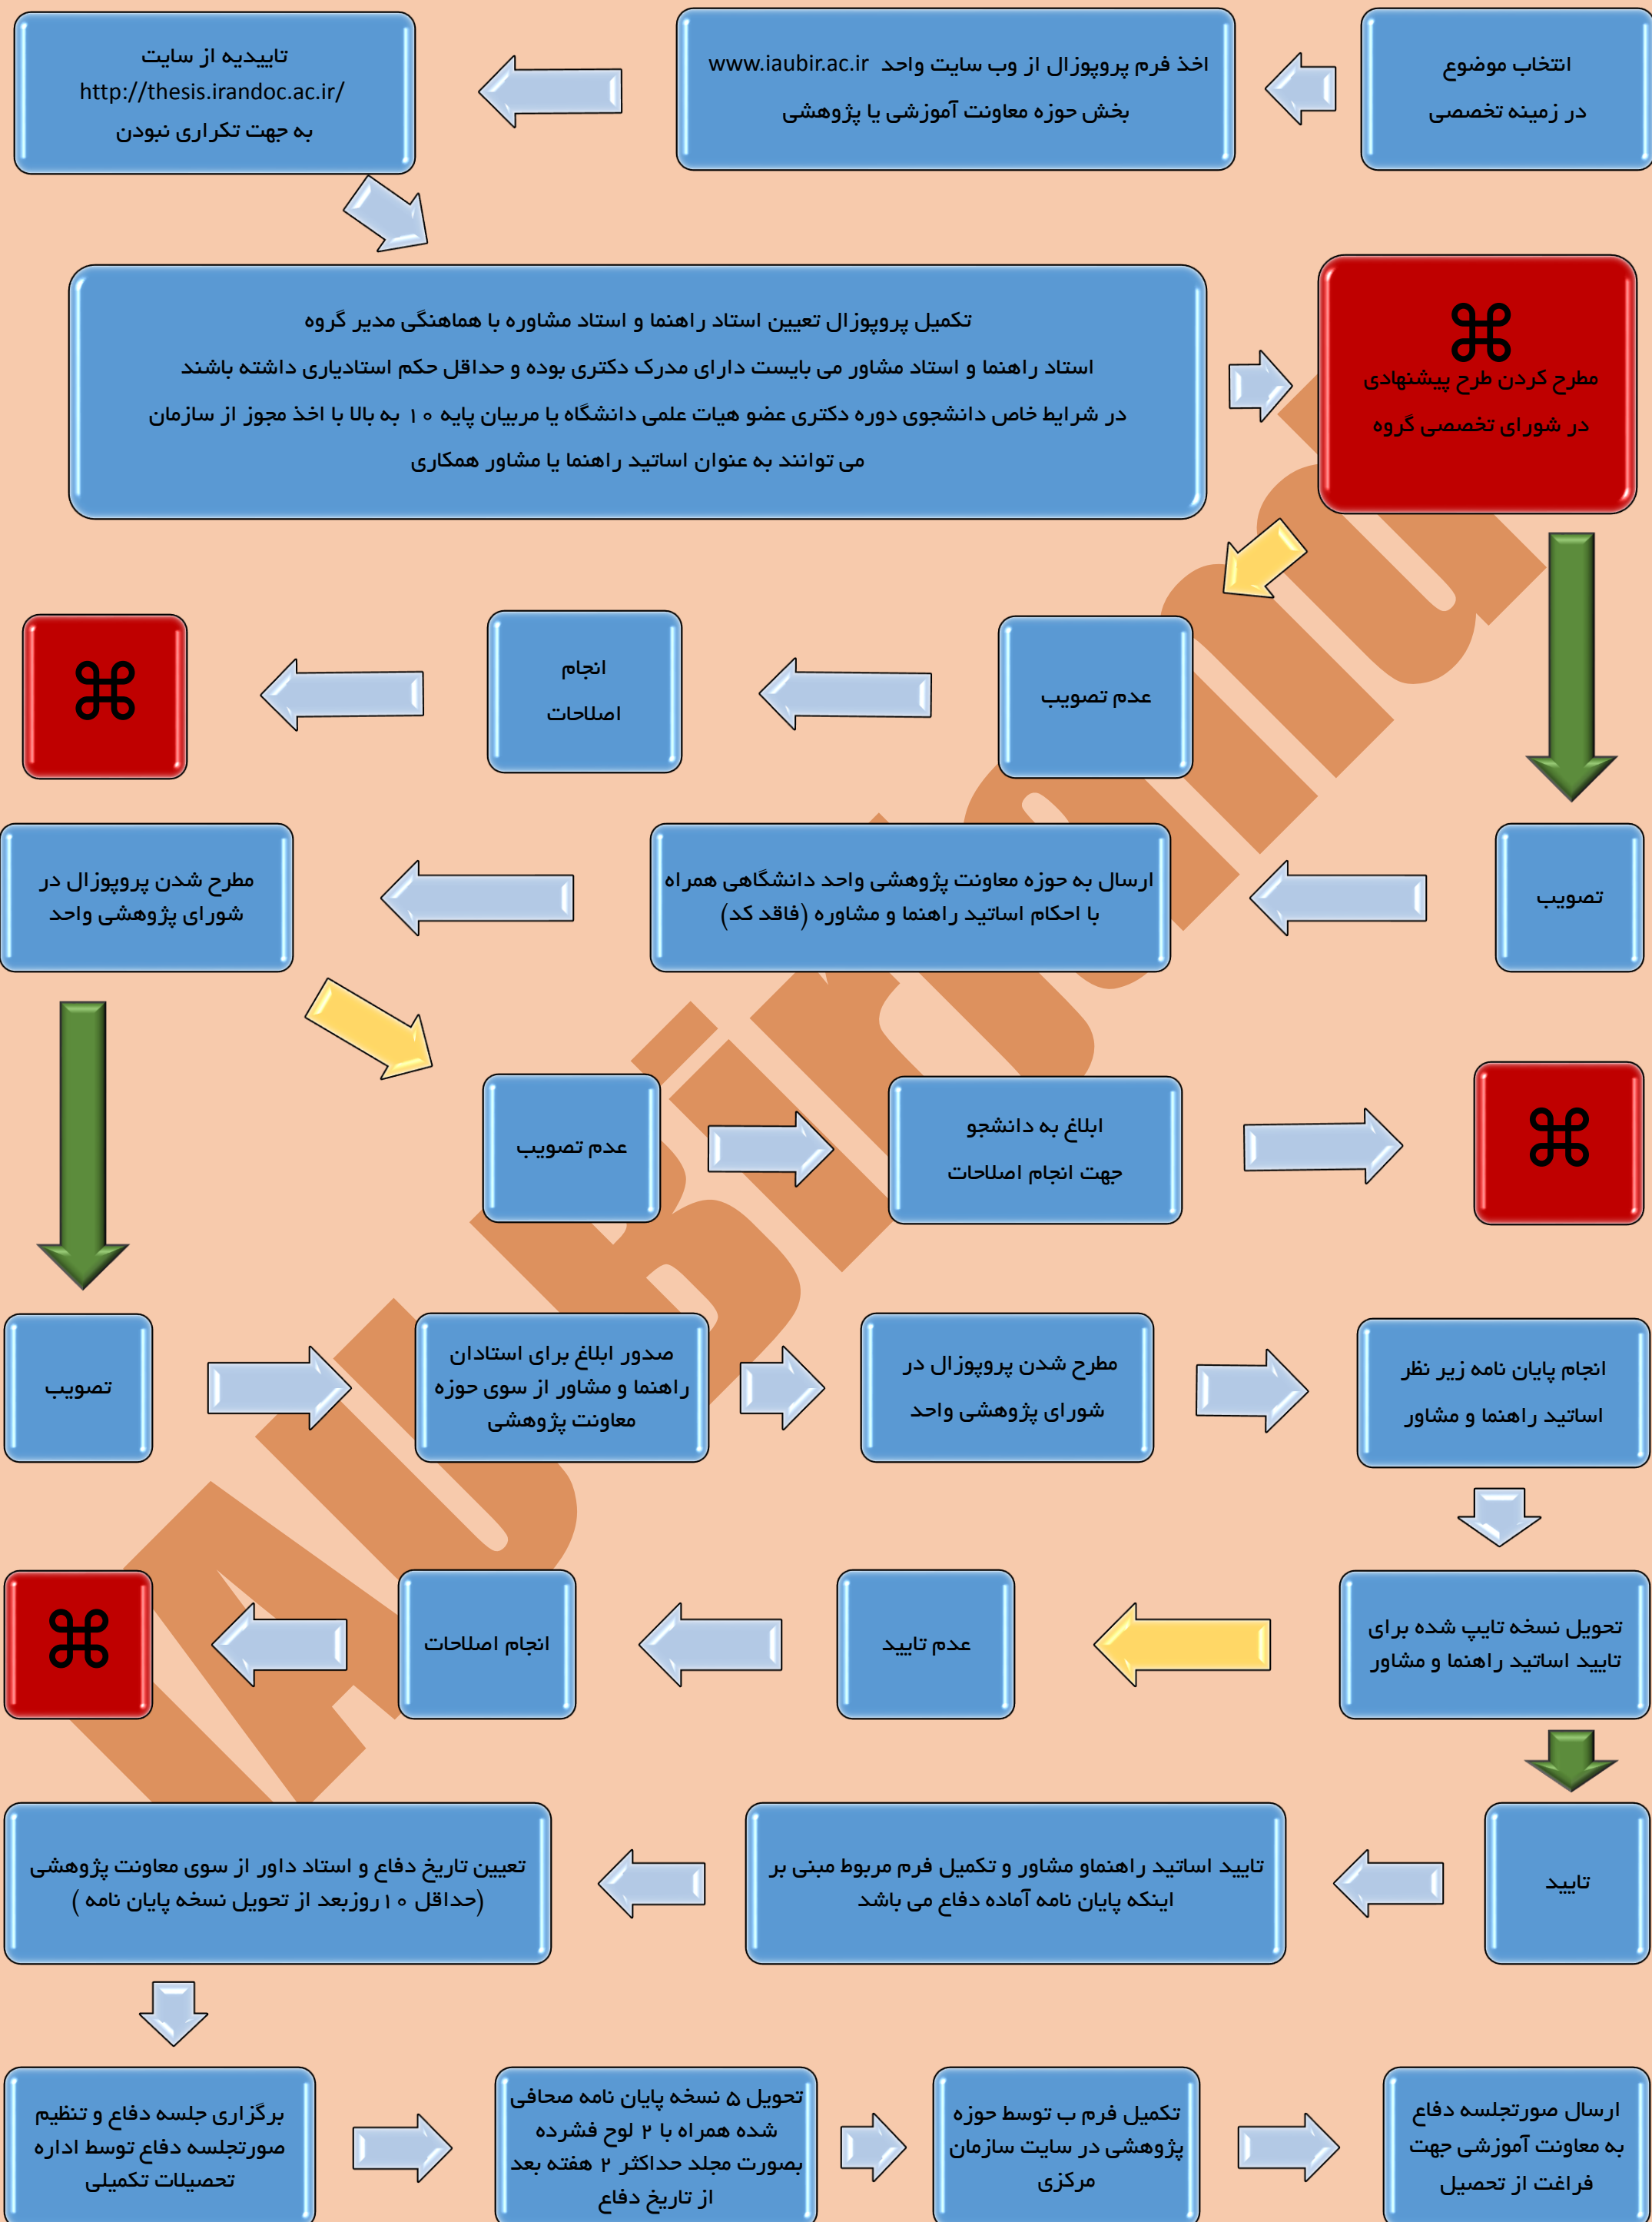 انتخاب موضوع
در زمینه تخصصی
اخذ فرم پروپوزال از وب سایت واحد www.iaubir.ac.ir
بخش حوزه معاونت آموزشی یا پژوهشی
تاییدیه از سایت
http://thesis.irandoc.ac.ir/
به جهت تکراری نبودن
تکمیل پروپوزال تعیین استاد راهنما و استاد مشاوره با هماهنگی مدیر گروه
استاد راهنما و استاد مشاور می بایست دارای مدرک دکتری بوده و حداقل حکم استادیاری داشته باشند
در شرایط خاص دانشجوی دوره دکتری عضو هیات علمی دانشگاه یا مربیان پایه ۱۰ به بالا با اخذ مجوز از سازمان
می توانند به عنوان اساتید راهنما یا مشاور همکاری
⌘
مطرح کردن طرح پیشنهادی
در شورای تخصصی گروه
عدم تصویب
انجام
اصلاحات
⌘
تصویب
ارسال به حوزه معاونت پژوهشی واحد دانشگاهی همراه
با احکام اساتید راهنما و مشاوره (فاقد کد)
مطرح شدن پروپوزال در
شورای پژوهشی واحد
عدم تصویب
ابلاغ به دانشجو
جهت انجام اصلاحات
⌘
تصویب
صدور ابلاغ برای استادان
راهنما و مشاور از سوی حوزه
معاونت پژوهشی
مطرح شدن پروپوزال در
شورای پژوهشی واحد
انجام پایان نامه زیر نظر
اساتید راهنما و مشاور
تحویل نسخه تایپ شده برای
تایید اساتید راهنما و مشاور
عدم تایید
انجام اصلاحات
⌘
تایید
تایید اساتید راهنماو مشاور و تکمیل فرم مربوط مبنی بر
اینکه پایان نامه آماده دفاع می باشد
تعیین تاریخ دفاع و استاد داور از سوی معاونت پژوهشی
(حداقل ۱۰روزبعد از تحویل نسخه پایان نامه )
برگزاری جلسه دفاع و تنظیم
صورتجلسه دفاع توسط اداره
تحصیلات تکمیلی
تحویل ۵ نسخه پایان نامه صحافی
شده همراه با ۲ لوح فشرده
بصورت مجلد حداکثر ۲ هفته بعد
از تاریخ دفاع
تکمیل فرم ب توسط حوزه
پژوهشی در سایت سازمان
مرکزی
ارسال صورتجلسه دفاع
به معاونت آموزشی جهت
فراغت از تحصیل